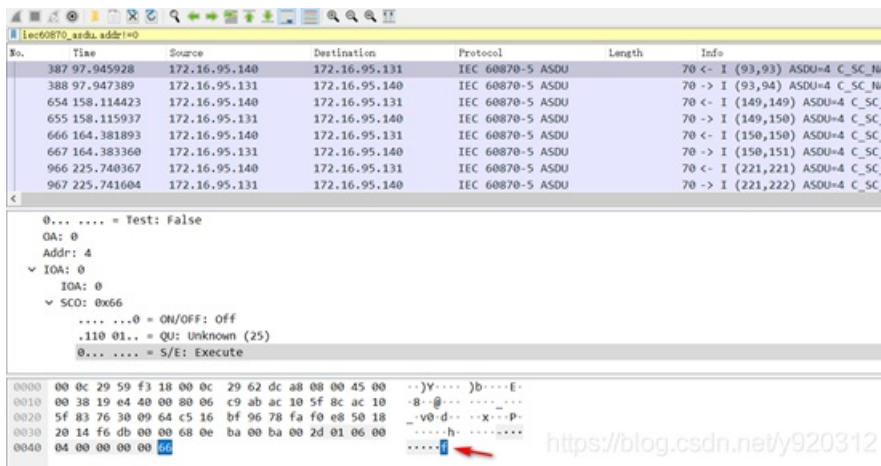 iec60870_asdu.addr!=0
No. Time Source Destination Protocol Length Info
387 97.945928 172.16.95.140 172.16.95.131 IEC 60870-5 ASDU 70 <- I (93,93) ASDU=4 C_SC_NA
388 97.947389 172.16.95.131 172.16.95.140 IEC 60870-5 ASDU 70 -> I (93,94) ASDU=4 C_SC_NA
654 158.114423 172.16.95.140 172.16.95.131 IEC 60870-5 ASDU 70 <- I (149,149) ASDU=4 C_SC_
655 158.115937 172.16.95.131 172.16.95.140 IEC 60870-5 ASDU 70 -> I (149,150) ASDU=4 C_SC_
666 164.381893 172.16.95.140 172.16.95.131 IEC 60870-5 ASDU 70 <- I (150,150) ASDU=4 C_SC_
667 164.383360 172.16.95.131 172.16.95.140 IEC 60870-5 ASDU 70 -> I (150,151) ASDU=4 C_SC_
966 225.740367 172.16.95.140 172.16.95.131 IEC 60870-5 ASDU 70 <- I (221,221) ASDU=4 C_SC_
967 225.741604 172.16.95.131 172.16.95.140 IEC 60870-5 ASDU 70 -> I (221,222) ASDU=4 C_SC_
0... .... = Test: False
OA: 0
Addr: 4
IOA: 0
IOA: 0
SCO: 0x66
.... ...0 = ON/OFF: Off
.110 01.. = QU: Unknown (25)
0... .... = S/E: Execute
0000 00 0c 29 59 f3 18 00 0c 29 62 dc a8 08 00 45 00 ··)Y···· )b····E·
0010 00 38 19 e4 40 00 80 06 c9 ab ac 10 5f 8c ac 10 ·8··@··· ····_···
0020 5f 83 76 30 09 64 c5 16 bf 96 78 fa f0 e8 50 18 _·v0·d·· ··x···P·
0030 20 14 f6 db 00 00 68 0e ba 00 ba 00 2d 01 06 00 ·····h· ····-···
0040 04 00 00 00 00 66 ·····f
https://blog.csdn.net/y920312